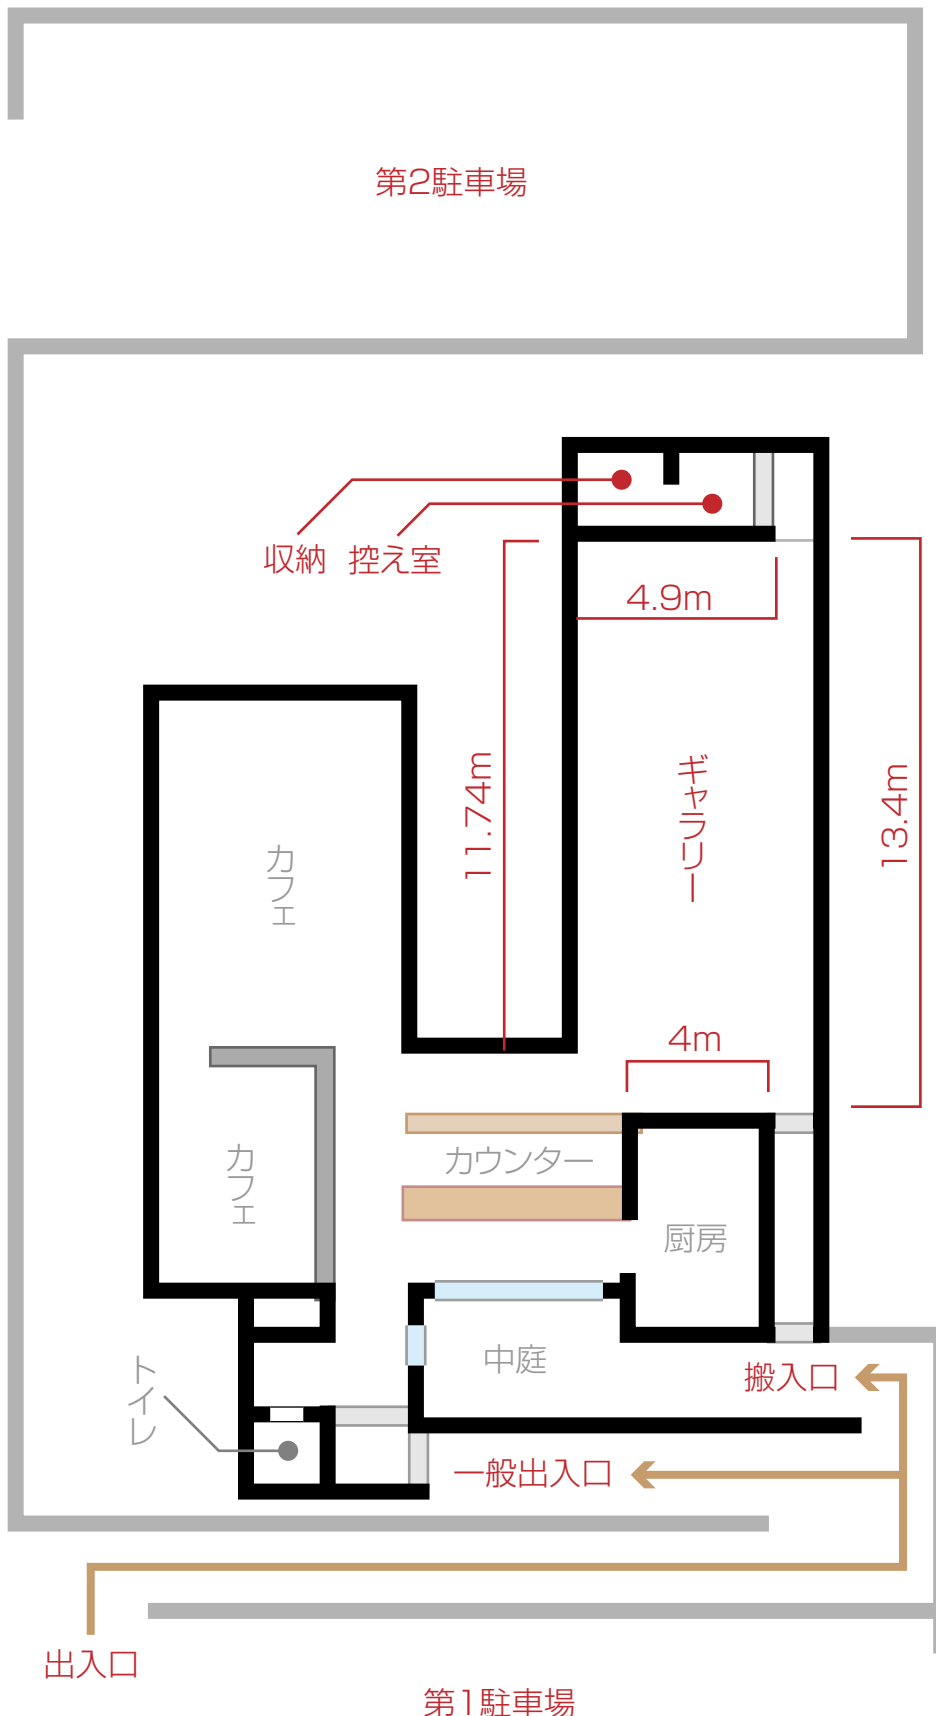 第2駐車場
収納
控え室
4.9m
11.74m
ギャラリー
13.4m
カフェ
4m
カウンター
カフェ
厨房
中庭
トイレ
搬入口
一般出入口
出入口
第1駐車場